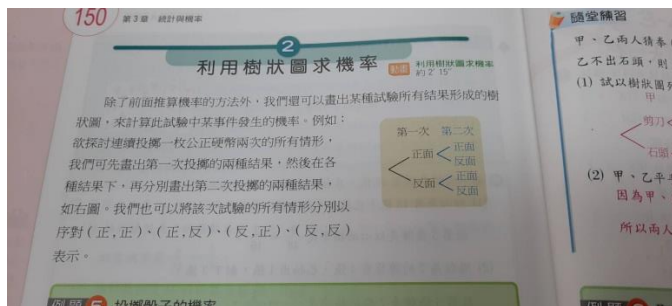 150 第3章 統計與機率
2
利用樹狀圖求機率 動畫 利用樹狀圖求機率
約2'15"
除了前面推算機率的方法外,我們還可以畫出某種試驗所有結果形成的樹
狀圖,來計算此試驗中某事件發生的機率。例如:
欲探討連續投擲一枚公正硬幣兩次的所有情形,
我們可先畫出第一次投擲的兩種結果,然後在各
種結果下,再分別畫出第二次投擲的兩種結果,
如右圖。我們也可以將該次試驗的所有情形分別以
序對(正,正)、(正,反)、(反,正)、(反,反)
表示。
第一次 第二次
正面 正面
反面
反面 正面
反面
例題 5 投擲骰子的機率
隨堂練習
甲、乙兩人猜拳
乙不出石頭,則
(1) 試以樹狀圖
甲
剪刀
石頭
(2) 甲、乙平
因為甲、
所以兩人
例題